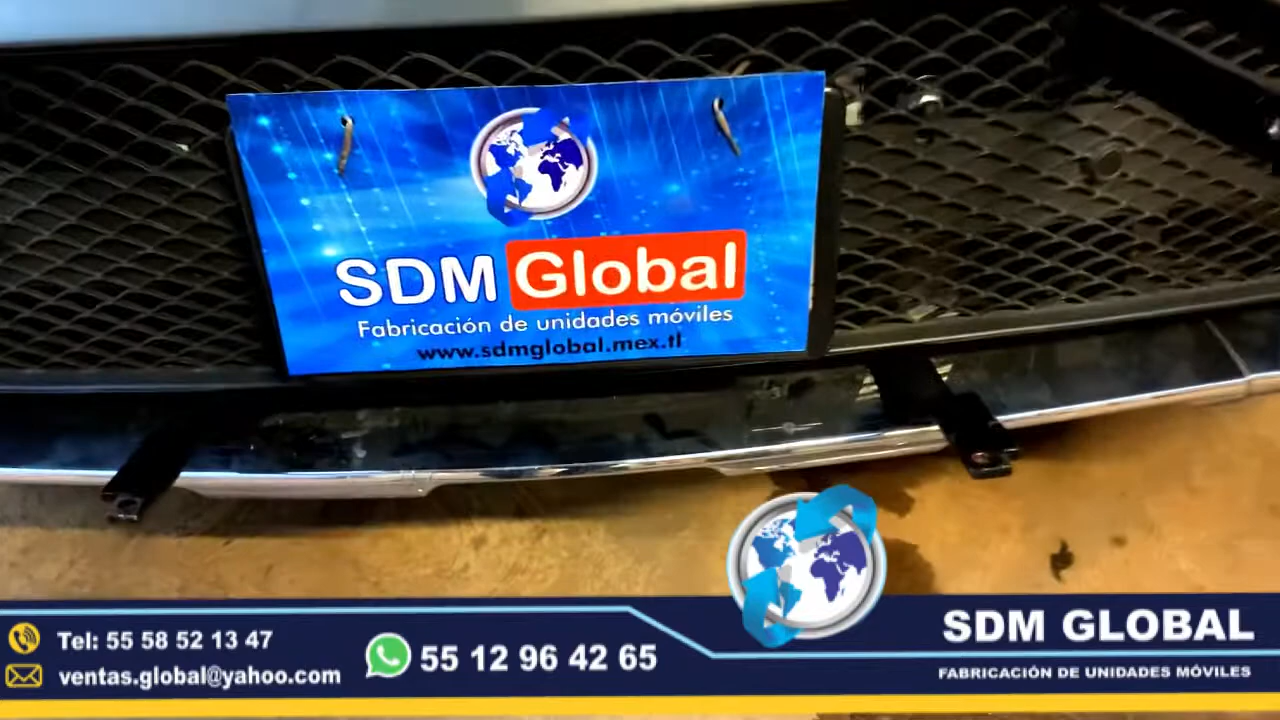 SDM Global
Fabricación de unidades móviles
www.sdmglobal.mex.tl
Tel: 55 58 52 13 47
ventas.global@yahoo.com
55 12 96 42 65
SDM GLOBAL
FABRICACIÓN DE UNIDADES MÓVILES